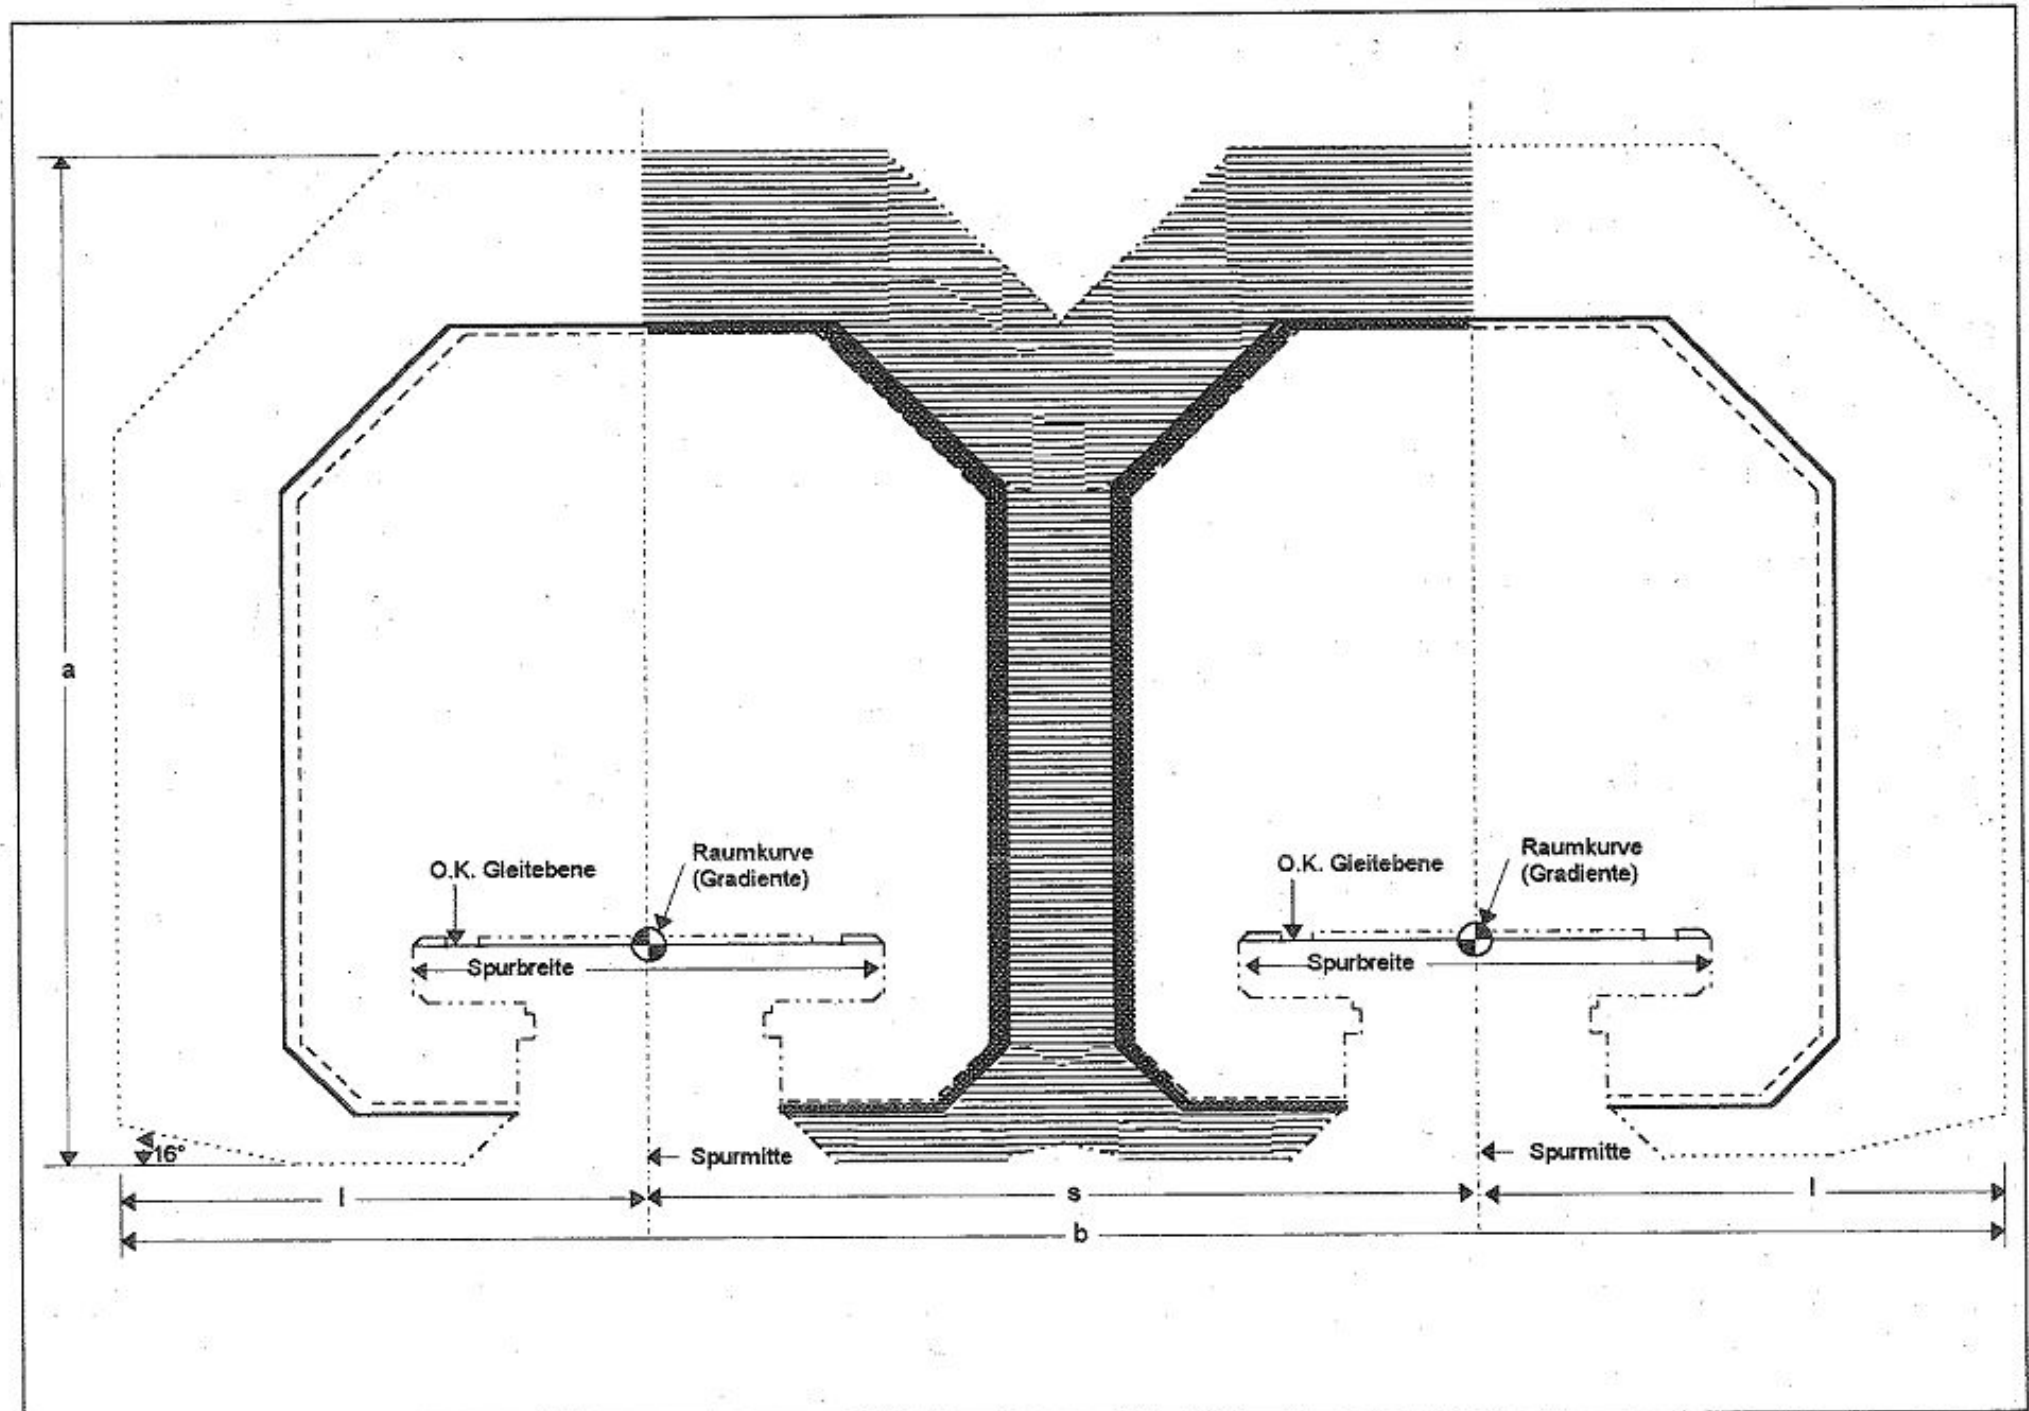 a
O.K. Gleitebene
Raumkurve
(Gradiente)
O.K. Gleitebene
Raumkurve
(Gradiente)
Spurbreite
Spurbreite
16°
Spurmitte
Spurmitte
l
s
l
b